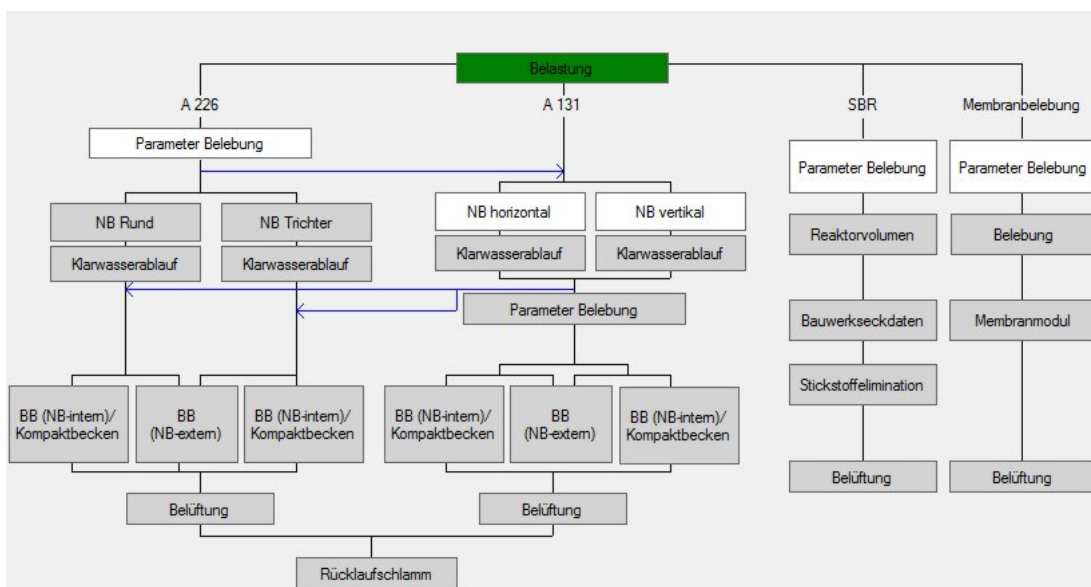 Belastung
A 226
A 131
SBR
Membranbelebung
Parameter Belebung
Parameter Belebung
Parameter Belebung
NB Rund
NB Trichter
NB horizontal
NB vertikal
Reaktorvolumen
Belebung
Klarwasserablauf
Klarwasserablauf
Klarwasserablauf
Klarwasserablauf
Parameter Belebung
Bauwerkseckdaten
Membranmodul
Stickstoffelimination
BB (NB-intern)/
Kompaktbecken
BB
(NB-extern)
BB (NB-intern)/
Kompaktbecken
BB (NB-intern)/
Kompaktbecken
BB
(NB-extern)
BB (NB-intern)/
Kompaktbecken
Belüftung
Belüftung
Belüftung
Belüftung
Rücklaufschlamm